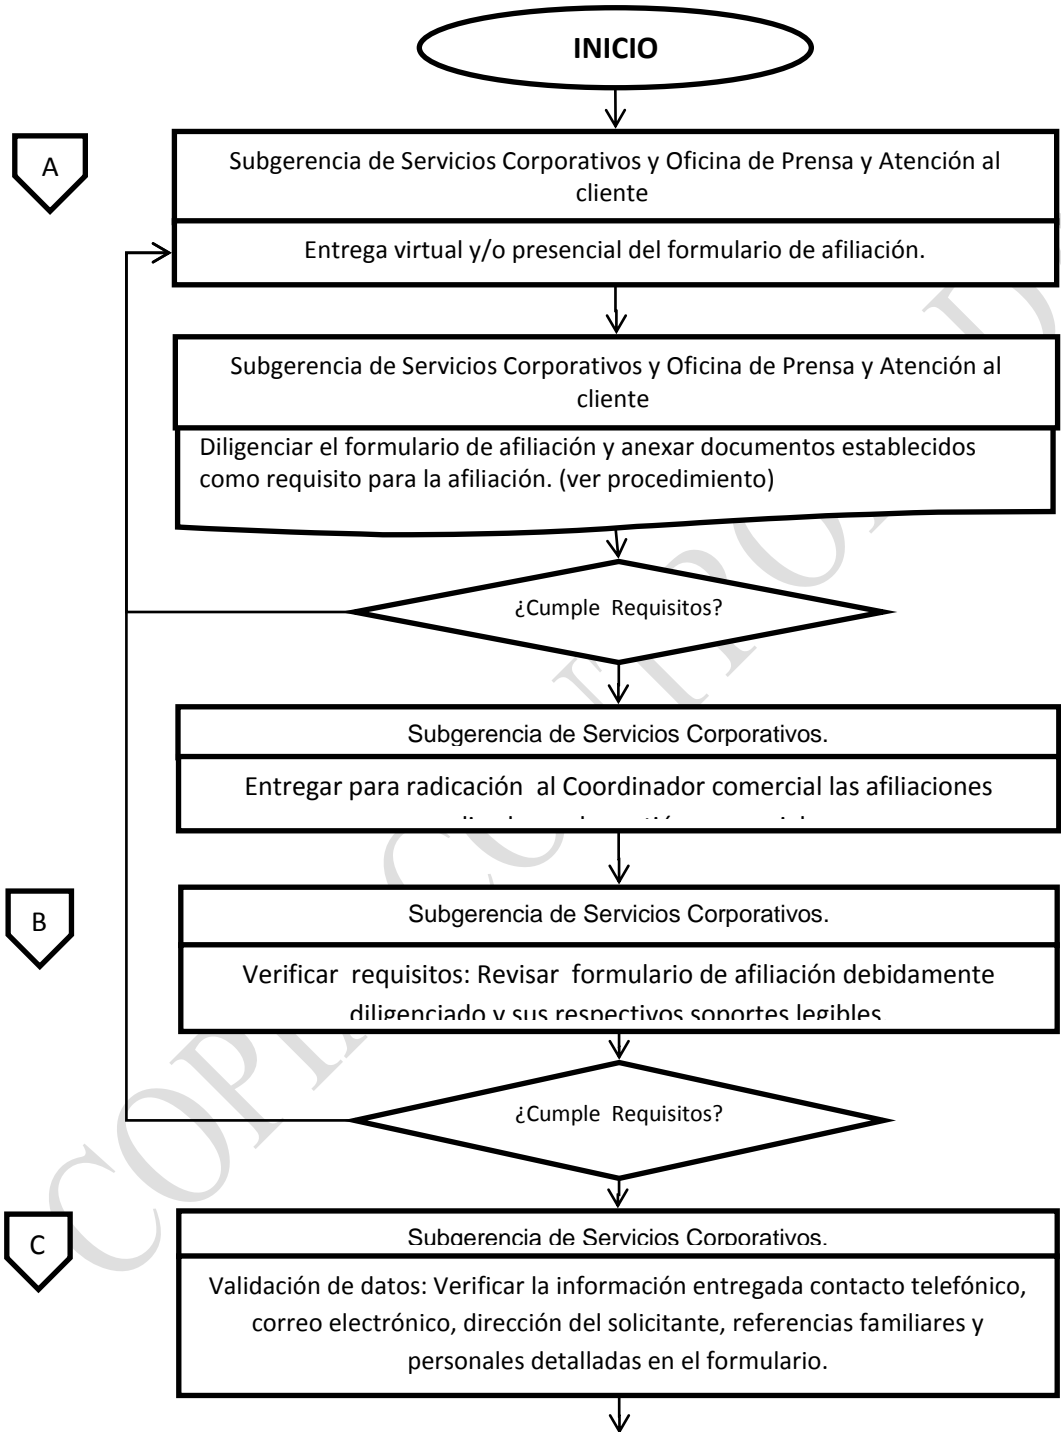 INICIO
A
Subgerencia de Servicios Corporativos y Oficina de Prensa y Atención al
cliente
Entrega virtual y/o presencial del formulario de afiliación.
Subgerencia de Servicios Corporativos y Oficina de Prensa y Atención al
cliente
Diligenciar el formulario de afiliación y anexar documentos establecidos
como requisito para la afiliación. (ver procedimiento)
¿Cumple Requisitos?
Subgerencia de Servicios Corporativos.
Entregar para radicación al Coordinador comercial las afiliaciones
B
Subgerencia de Servicios Corporativos.
Verificar requisitos: Revisar formulario de afiliación debidamente
diligenciado y sus respectivos soportes legibles
¿Cumple Requisitos?
C
Subgerencia de Servicios Corporativos.
Validación de datos: Verificar la información entregada contacto telefónico,
correo electrónico, dirección del solicitante, referencias familiares y
personales detalladas en el formulario.